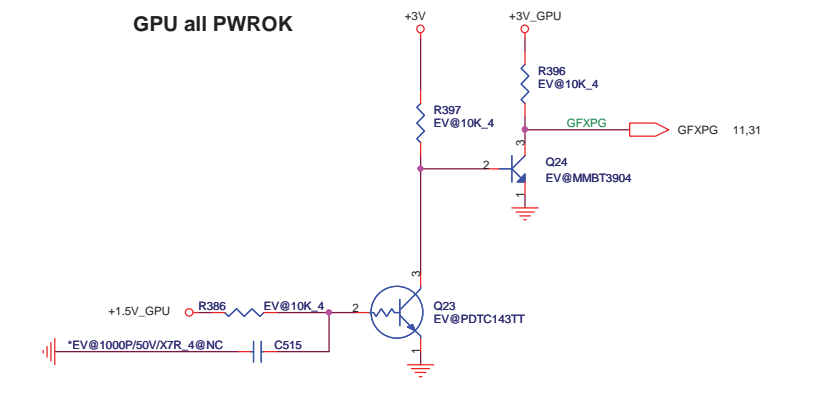 GPU all PWROK
+3V
+3V_GPU
R396
EV@10K_4
R397
EV@10K_4
GFXPG
GFXPG 11,31
3
2
Q24
EV@MMBT3904
1
3
+1.5V_GPU
R386
EV@10K_4
2
Q23
EV@PDTC143TT
*EV@1000P/50V/X7R_4@NC
C515
1